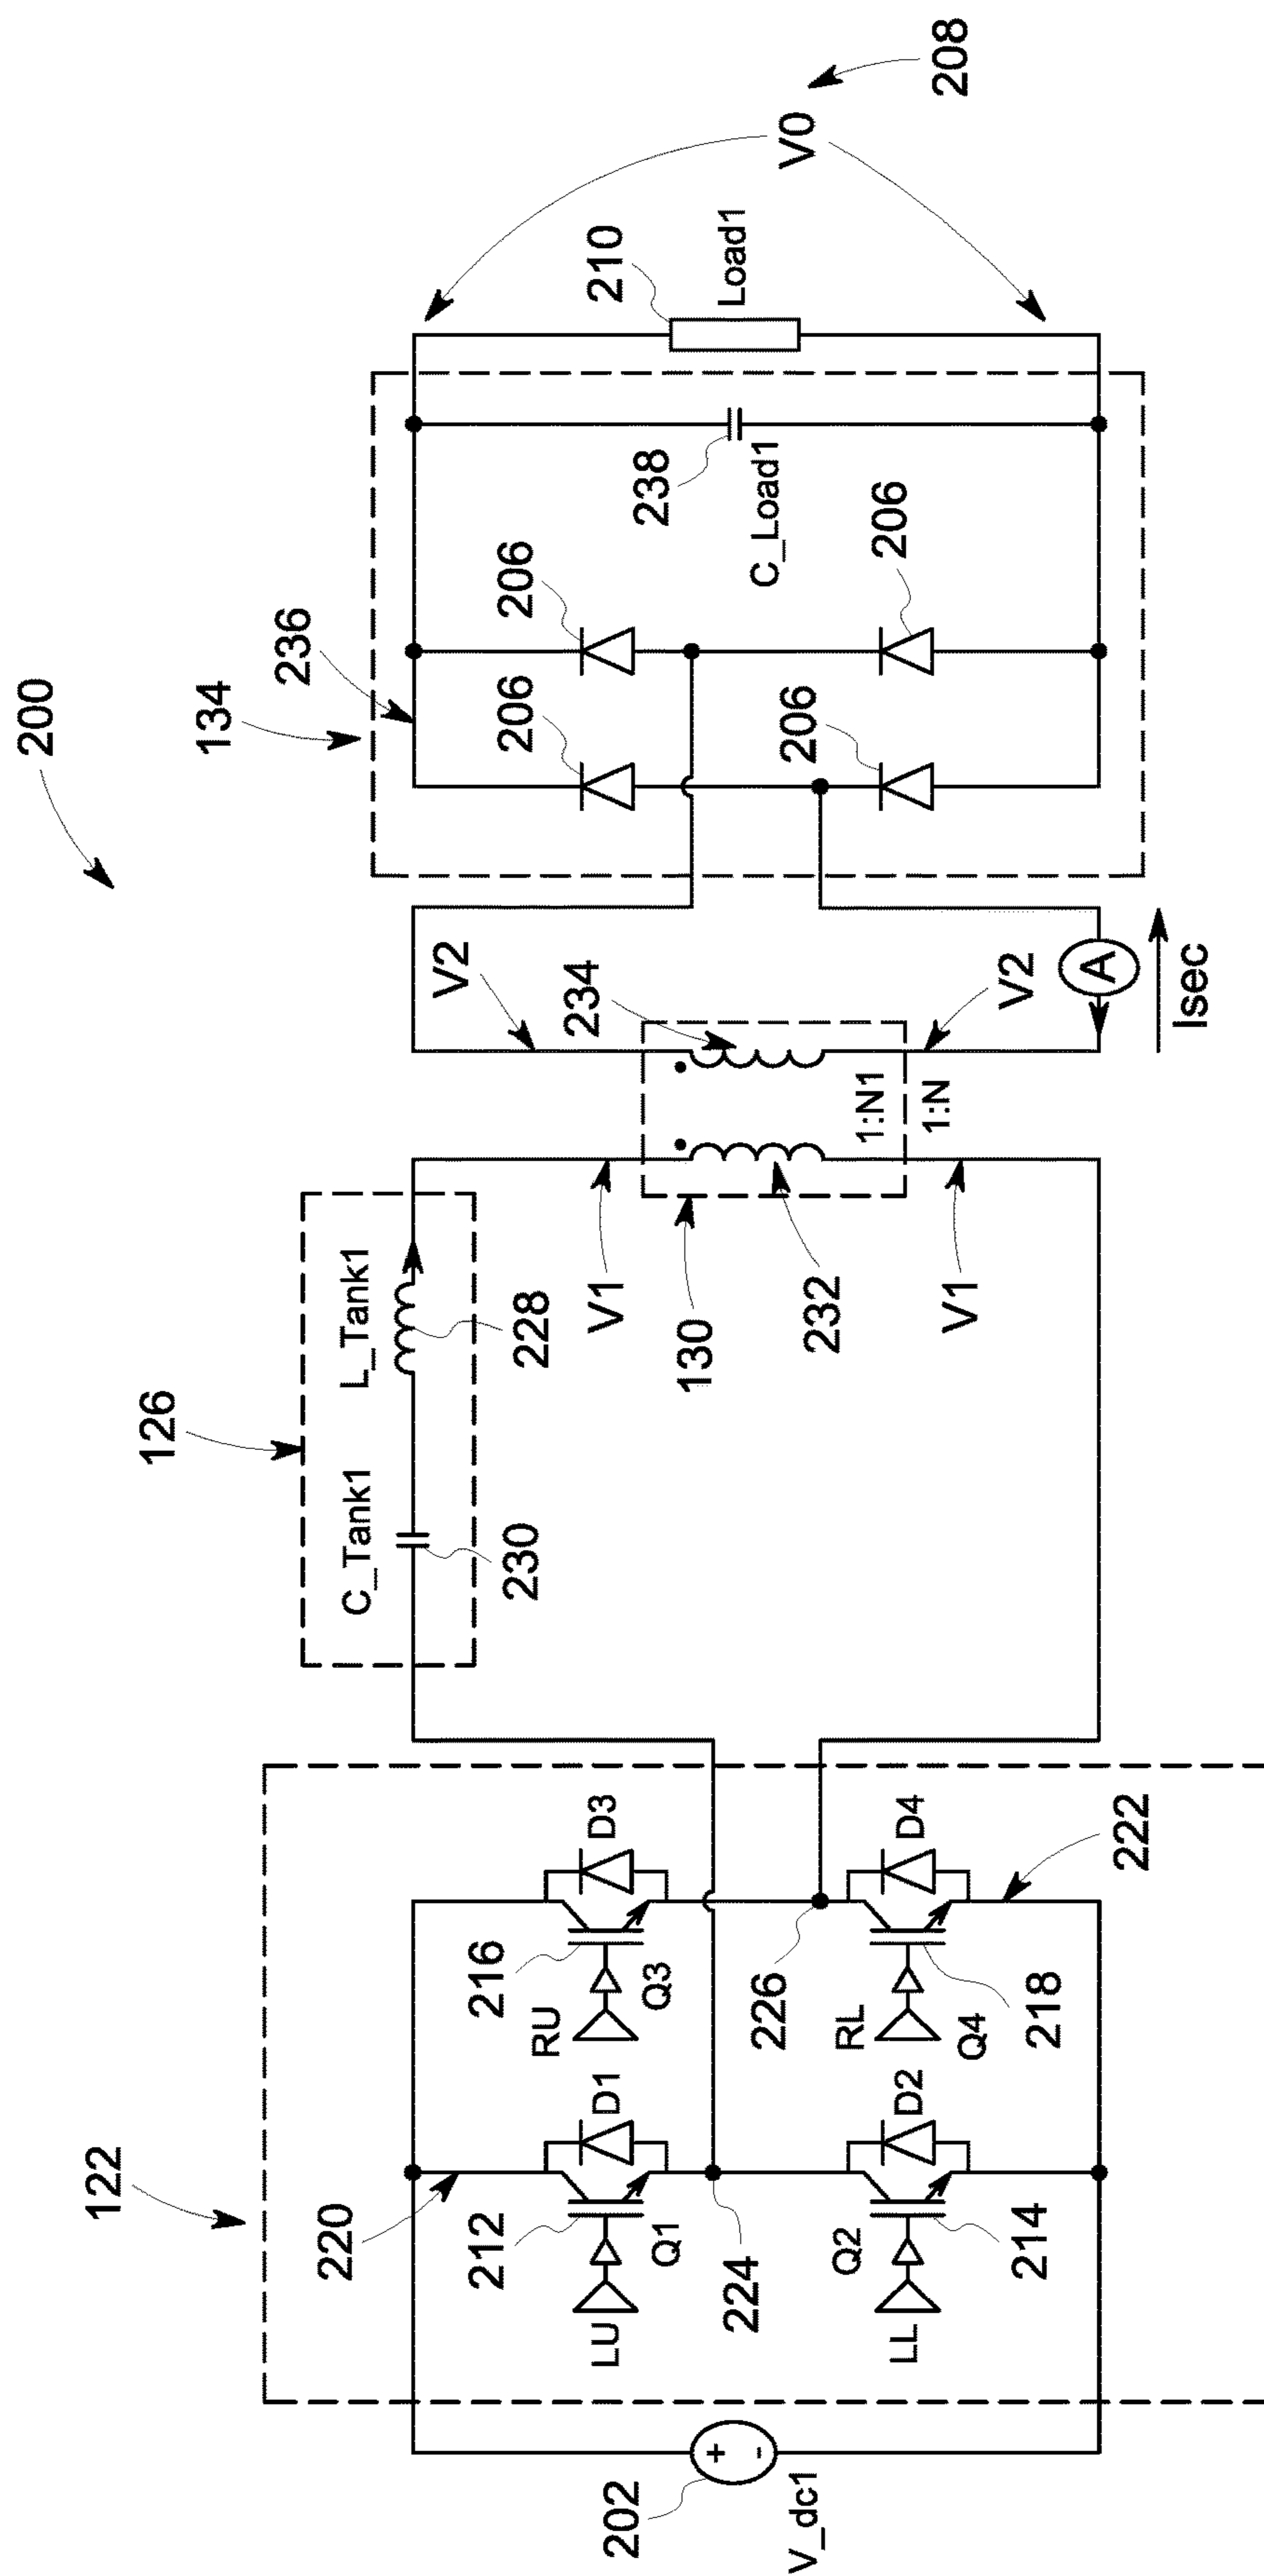 200
122
220
212
LU
Q1
D1
224
Q2
LL
D2
214
216
RU
Q3
D3
226
RL
Q4
D4
218
222
202
+
-
V_dc1
126
C_Tank1
L_Tank1
230
228
V1
130
232
V1
1:N1
1:N
V2
234
V2
A
Isec
134
236
206
206
206
206
238
C_Load1
210
Load1
V0
208